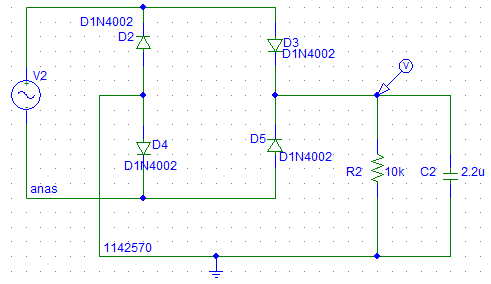 D1N4002
D2
D3
D1N4002
V
V2
+
-
D4
D1N4002
D5
D1N4002
R2
10k
C2
2.2u
anas
1142570